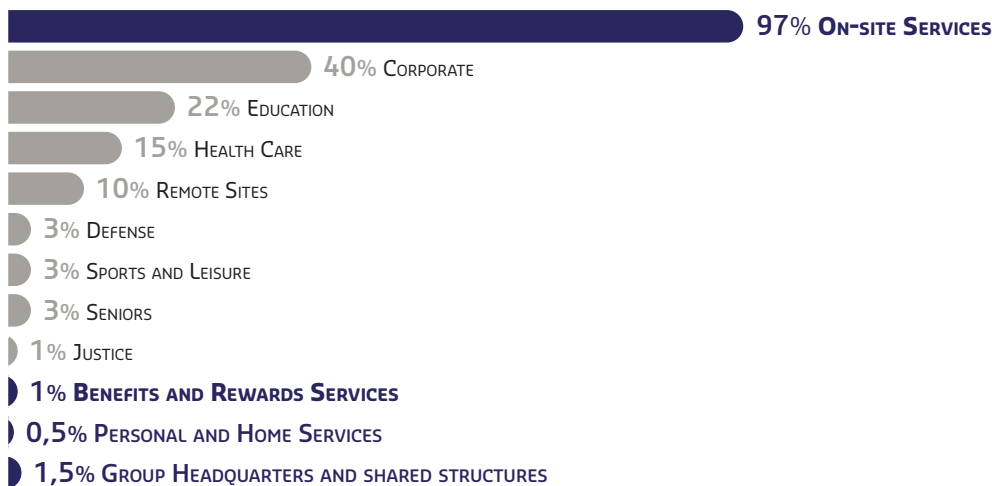 97% On-site Services
40% Corporate
22% Education
15% Health Care
10% Remote Sites
3% Defense
3% Sports and Leisure
3% Seniors
1% Justice
1% Benefits and Rewards Services
0,5% Personal and Home Services
1,5% Group Headquarters and shared structures